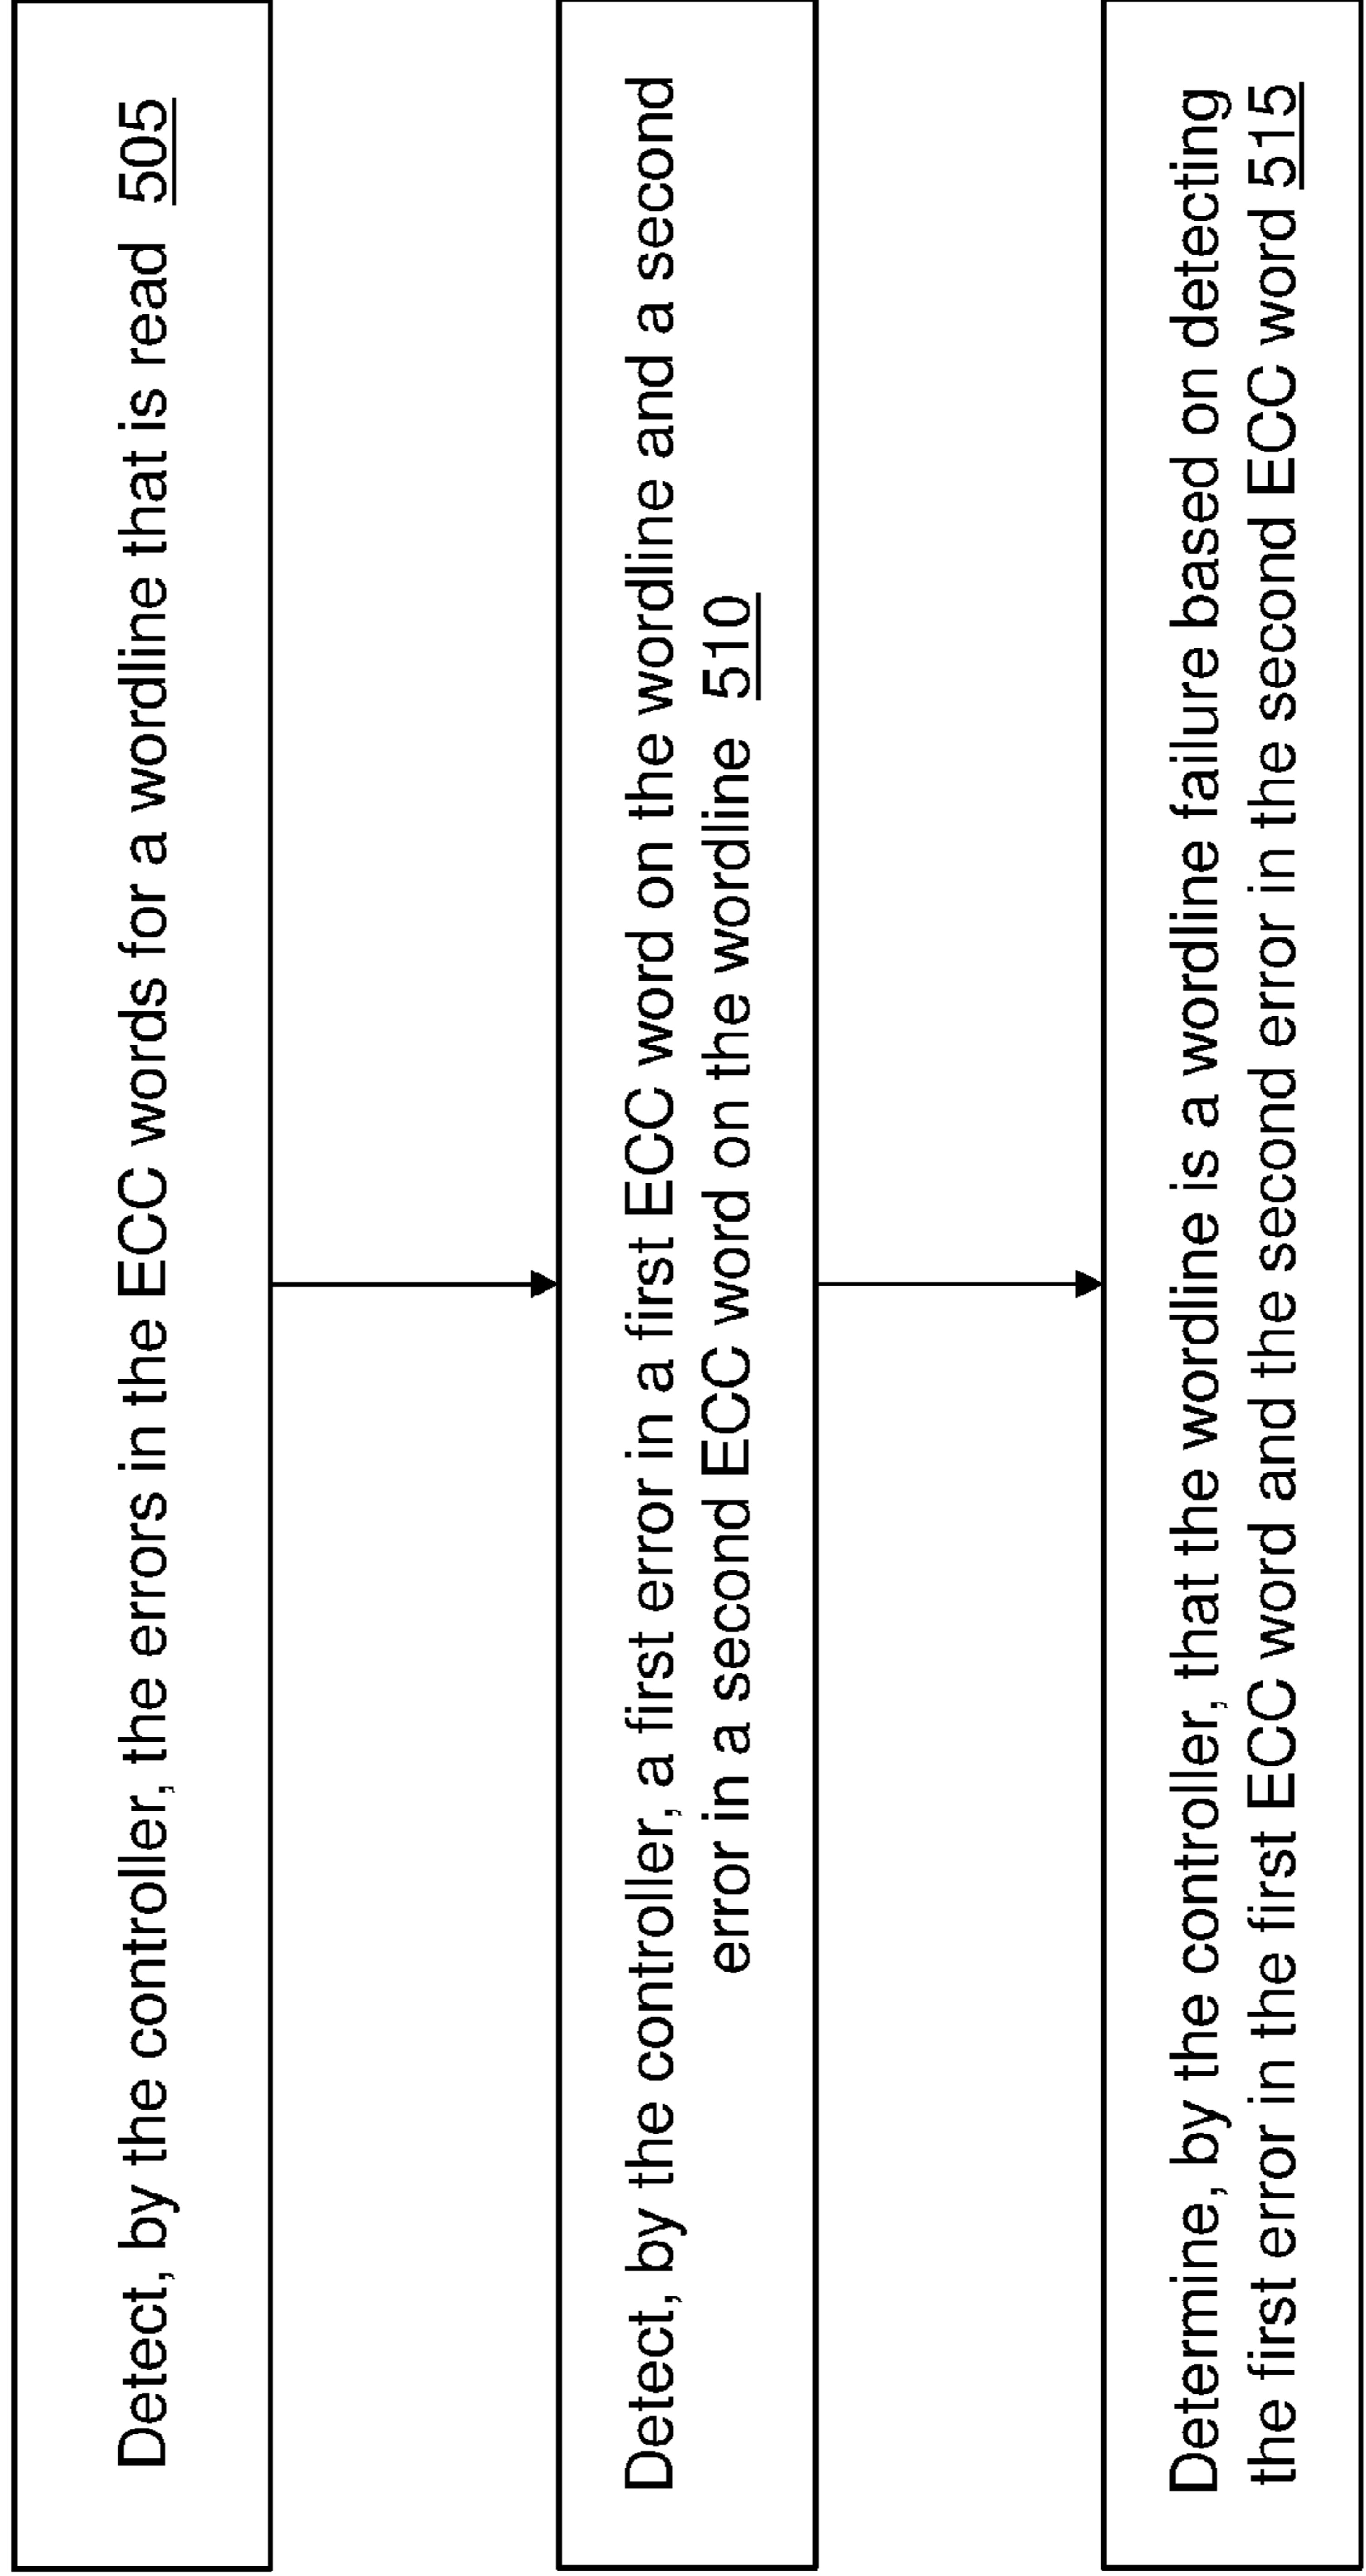 Detect, by the controller, the errors in the ECC words for a wordline that is read 505
Detect, by the controller, a first error in a first ECC word on the wordline and a second
error in a second ECC word on the wordline 510
Determine, by the controller, that the wordline is a wordline failure based on detecting
the first error in the first ECC word and the second error in the second ECC word 515